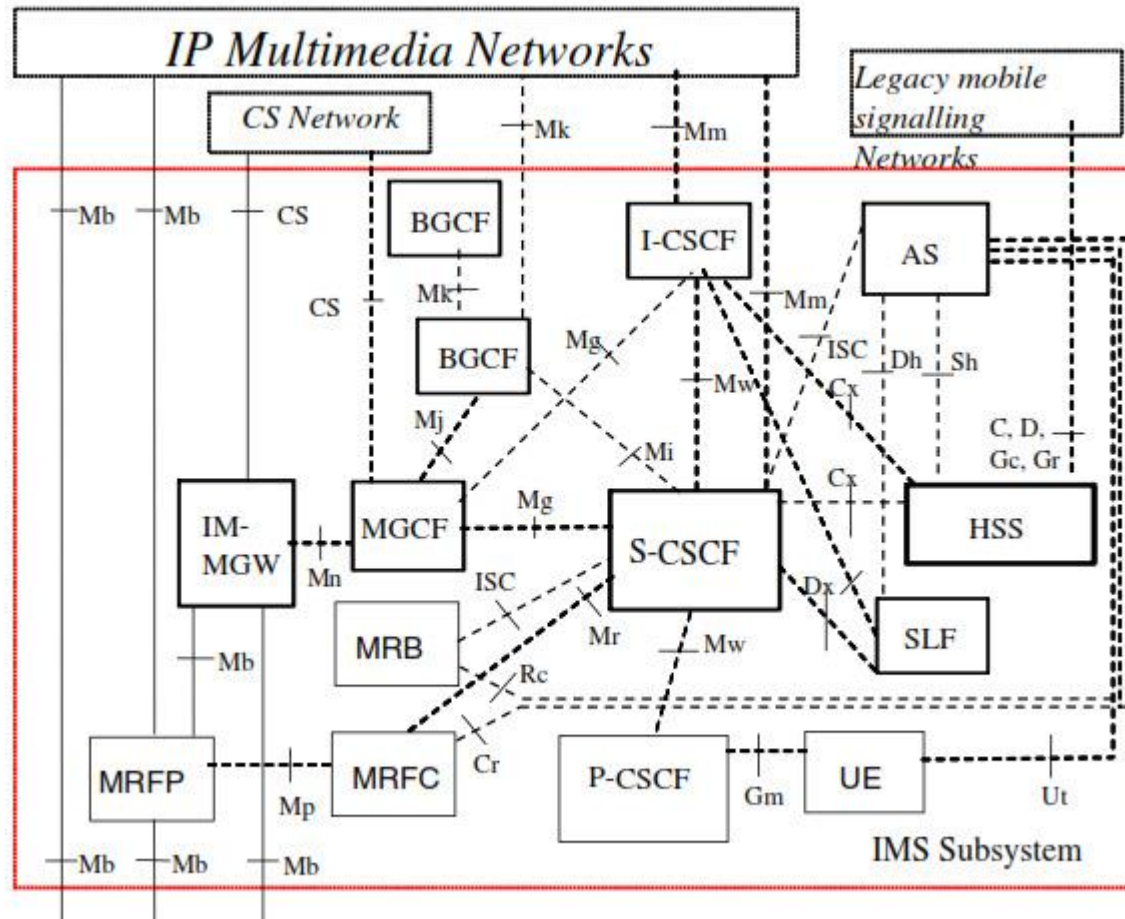 IP Multimedia Networks
Legacy mobile
signalling
Networks
CS Network
Mk
Mm
Mb
Mb
CS
BGCF
I-CSCF
AS
CS
Mk
Mm
BGCF
Mg
ISC
Dh
Sh
Mw
Cx
Mj
Mi
C, D,
Gc, Gr
Cx
IM-
MGW
MGCF
Mg
S-CSCF
HSS
Mn
ISC
Dx
MRB
Mr
Mw
SLF
Mb
Rc
MRFP
MRFC
Cr
P-CSCF
UE
Mp
Gm
Ut
Mb
Mb
Mb
IMS Subsystem